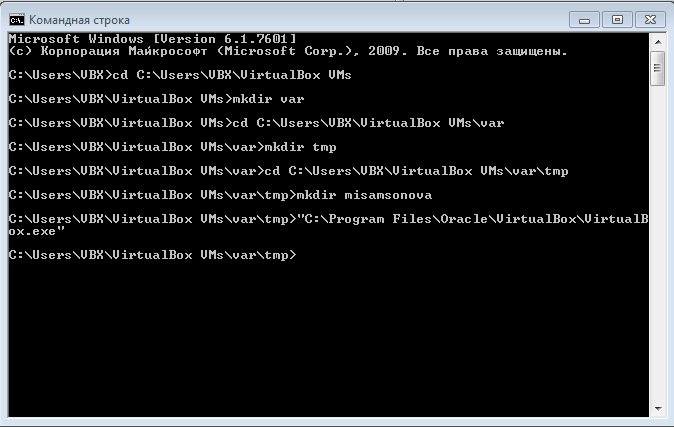 Командная строка
Microsoft Windows [Version 6.1.7601]
(c) Корпорация Майкрософт (Microsoft Corp.), 2009. Все права защищены.
C:\Users\VBX>cd C:\Users\VBX\VirtualBox VMs
C:\Users\VBX\VirtualBox VMs>mkdir var
C:\Users\VBX\VirtualBox VMs>cd C:\Users\VBX\VirtualBox VMs\var
C:\Users\VBX\VirtualBox VMs\var>mkdir tmp
C:\Users\VBX\VirtualBox VMs\var>cd C:\Users\VBX\VirtualBox VMs\var\tmp
C:\Users\VBX\VirtualBox VMs\var\tmp>mkdir misamsonova
C:\Users\VBX\VirtualBox VMs\var\tmp>"C:\Program Files\Oracle\VirtualBox\VirtualB
ox.exe"
C:\Users\VBX\VirtualBox VMs\var\tmp>